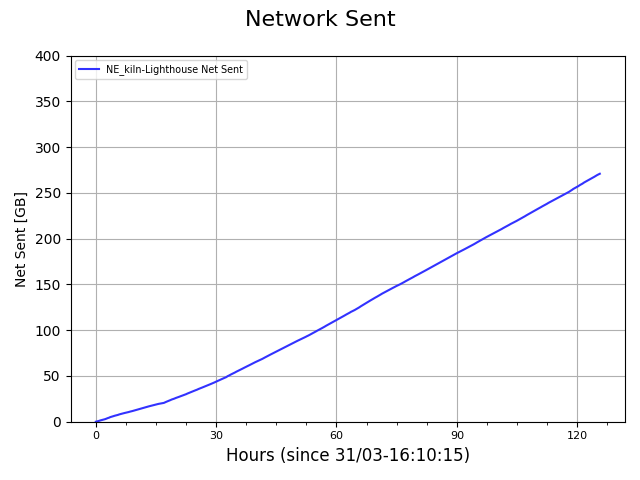 Network Sent
400
350
300
250
200
150
100
50
0
Net Sent [GB]
NE_kiln-Lighthouse Net Sent
0 30 60 90 120
Hours (since 31/03-16:10:15)